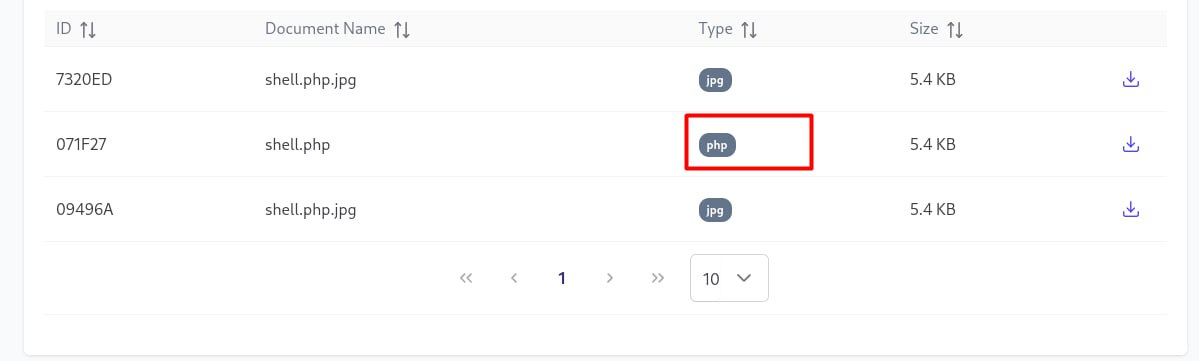 ID Document Name Type Size
7320ED shell.php.jpg jpg 5.4 KB
071F27 shell.php php 5.4 KB
09496A shell.php.jpg jpg 5.4 KB
« ‹ 1 › » 10